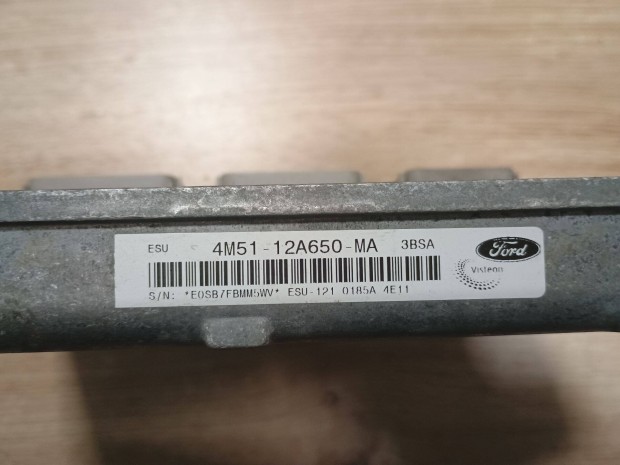 ESU 4M51-12A650-MA 3BSA
Ford
Visteon
S/N: *E0SB7FBMM5WV* ESU-121 0185A 4E11